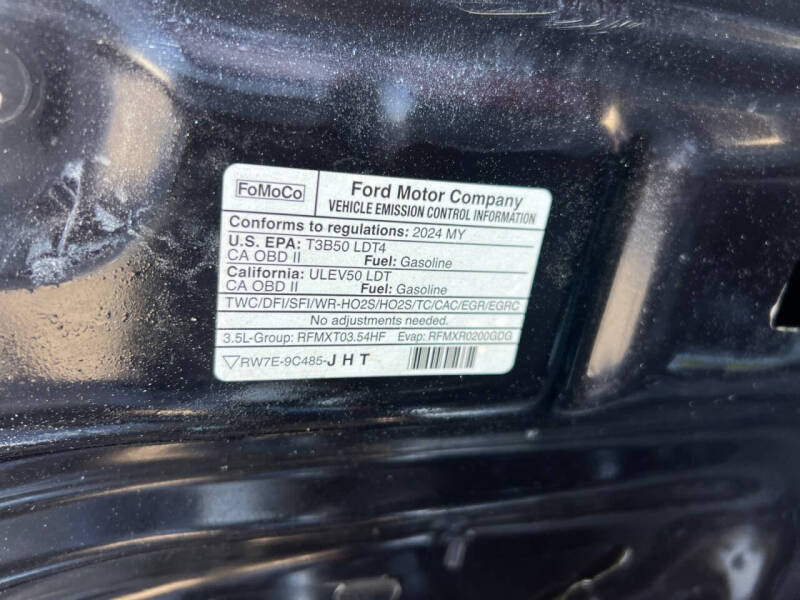 FoMoCo
Ford Motor Company
VEHICLE EMISSION CONTROL INFORMATION
Conforms to regulations: 2024 MY
U.S. EPA: T3B50 LDT4
CA OBD II Fuel: Gasoline
California: ULEV50 LDT
CA OBD II Fuel: Gasoline
TWC/DFI/SFI/WR-HO2S/HO2S/TC/CAC/EGR/EGRC
No adjustments needed.
3.5L-Group: RFMXT03.54HF Evap: RFMXR0200GDG
▽RW7E-9C485-J H T